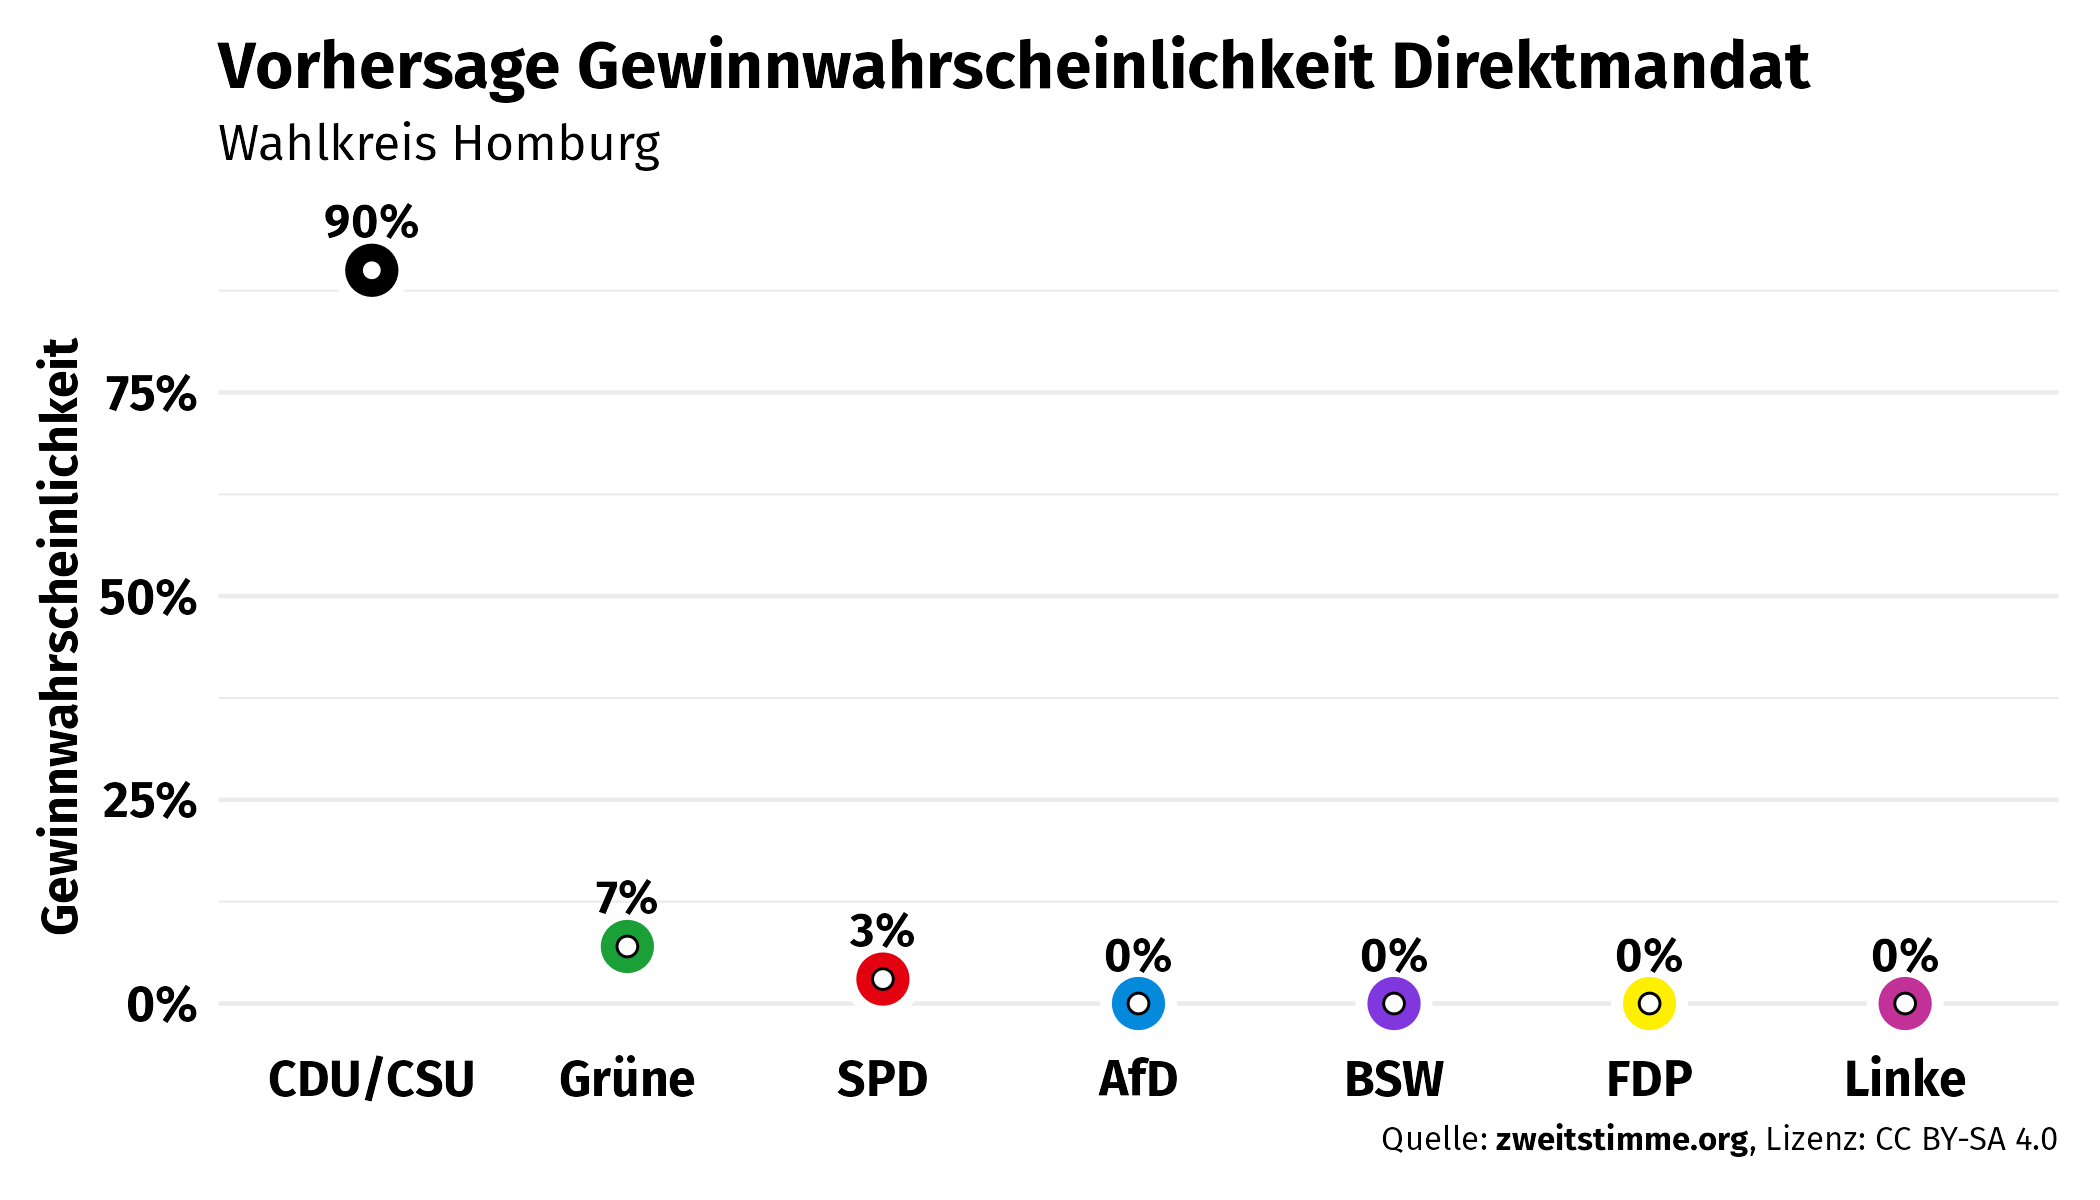 Vorhersage Gewinnwahrscheinlichkeit Direktmandat
Wahlkreis Homburg
Gewinnwahrscheinlichkeit
75%
50%
25%
0%
90%
7%
3%
0%
0%
0%
0%
CDU/CSU
Grüne
SPD
AfD
BSW
FDP
Linke
Quelle: zweitstimme.org, Lizenz: CC BY-SA 4.0